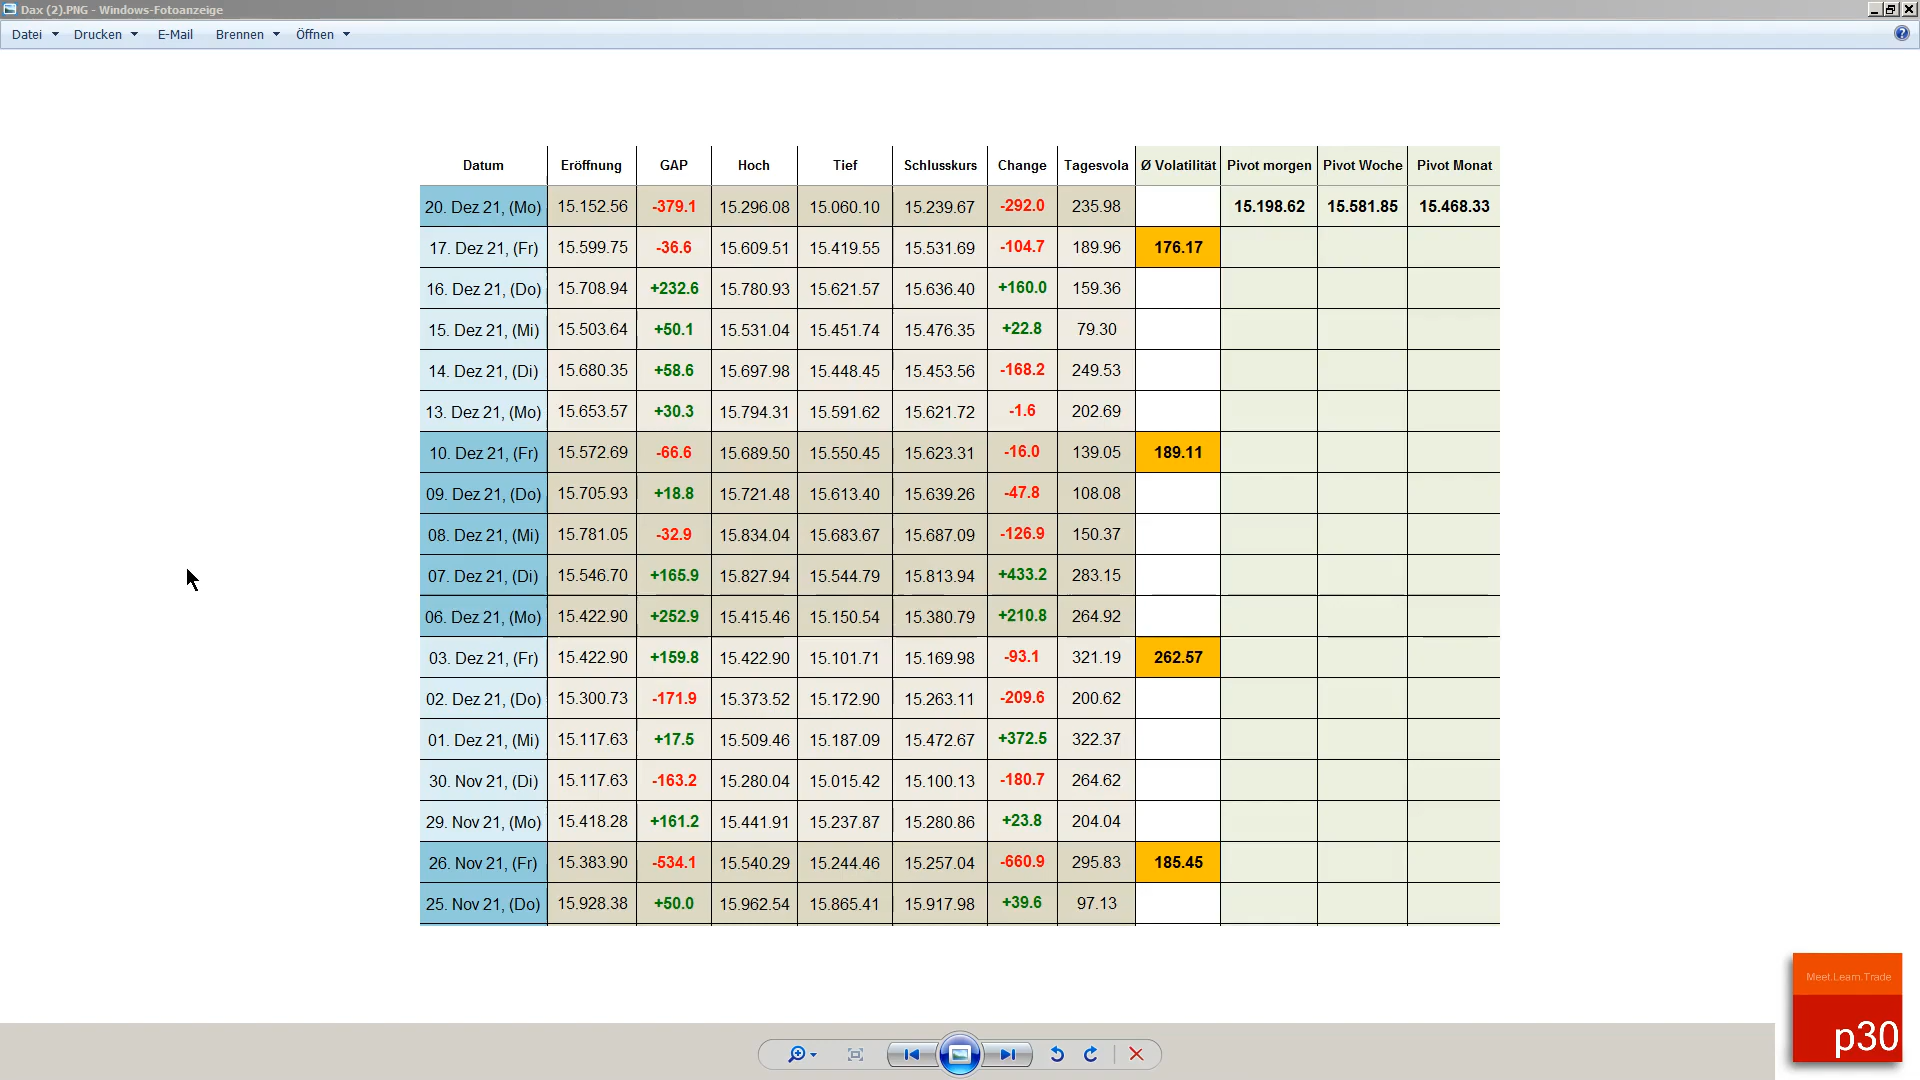 Dax (2).PNG - Windows-Fotoanzeige
Datei Drucken E-Mail Brennen Öffnen
Datum Eröffnung GAP Hoch Tief Schlusskurs Change Tagesvola Ø Volatilität Pivot morgen Pivot Woche Pivot Monat
20. Dez 21, (Mo) 15.152.56 -379.1 15.296.08 15.060.10 15.239.67 -292.0 235.98 15.198.62 15.581.85 15.468.33
17. Dez 21, (Fr) 15.599.75 -36.6 15.609.51 15.419.55 15.531.69 -104.7 189.96 176.17
16. Dez 21, (Do) 15.708.94 +232.6 15.780.93 15.621.57 15.636.40 +160.0 159.36
15. Dez 21, (Mi) 15.503.64 +50.1 15.531.04 15.451.74 15.476.35 +22.8 79.30
14. Dez 21, (Di) 15.680.35 +58.6 15.697.98 15.448.45 15.453.56 -168.2 249.53
13. Dez 21, (Mo) 15.653.57 +30.3 15.794.31 15.591.62 15.621.72 -1.6 202.69
10. Dez 21, (Fr) 15.572.69 -66.6 15.689.50 15.550.45 15.623.31 -16.0 139.05 189.11
09. Dez 21, (Do) 15.705.93 +18.8 15.721.48 15.613.40 15.639.26 -47.8 108.08
08. Dez 21, (Mi) 15.781.05 -32.9 15.834.04 15.683.67 15.687.09 -126.9 150.37
07. Dez 21, (Di) 15.546.70 +165.9 15.827.94 15.544.79 15.813.94 +433.2 283.15
06. Dez 21, (Mo) 15.422.90 +252.9 15.415.46 15.150.54 15.380.79 +210.8 264.92
03. Dez 21, (Fr) 15.422.90 +159.8 15.422.90 15.101.71 15.169.98 -93.1 321.19 262.57
02. Dez 21, (Do) 15.300.73 -171.9 15.373.52 15.172.90 15.263.11 -209.6 200.62
01. Dez 21, (Mi) 15.117.63 +17.5 15.509.46 15.187.09 15.472.67 +372.5 322.37
30. Nov 21, (Di) 15.117.63 -163.2 15.280.04 15.015.42 15.100.13 -180.7 264.62
29. Nov 21, (Mo) 15.418.28 +161.2 15.441.91 15.237.87 15.280.86 +23.8 204.04
26. Nov 21, (Fr) 15.383.90 -534.1 15.540.29 15.244.46 15.257.04 -660.9 295.83 185.45
25. Nov 21, (Do) 15.928.38 +50.0 15.962.54 15.865.41 15.917.98 +39.6 97.13
Meet.Learn.Trade
p30